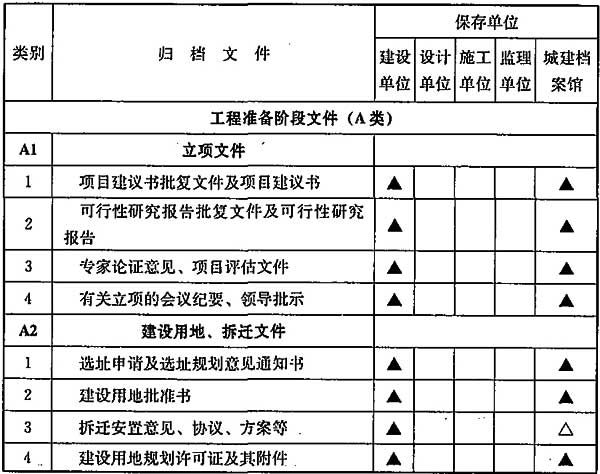 类别 归档文件 保存单位
建设单位 设计单位 施工单位 监理单位 城建档案馆
工程准备阶段文件（A类）
A1 立项文件
1 项目建议书批复文件及项目建议书 ▲ ▲
2 可行性研究报告批复文件及可行性研究
报告 ▲ ▲
3 专家论证意见、项目评估文件 ▲ ▲
4 有关立项的会议纪要、领导批示 ▲ ▲
A2 建设用地、拆迁文件
1 选址申请及选址规划意见通知书 ▲ ▲
2 建设用地批准书 ▲ ▲
3 拆迁安置意见、协议、方案等 ▲ △
4 建设用地规划许可证及其附件 ▲ ▲